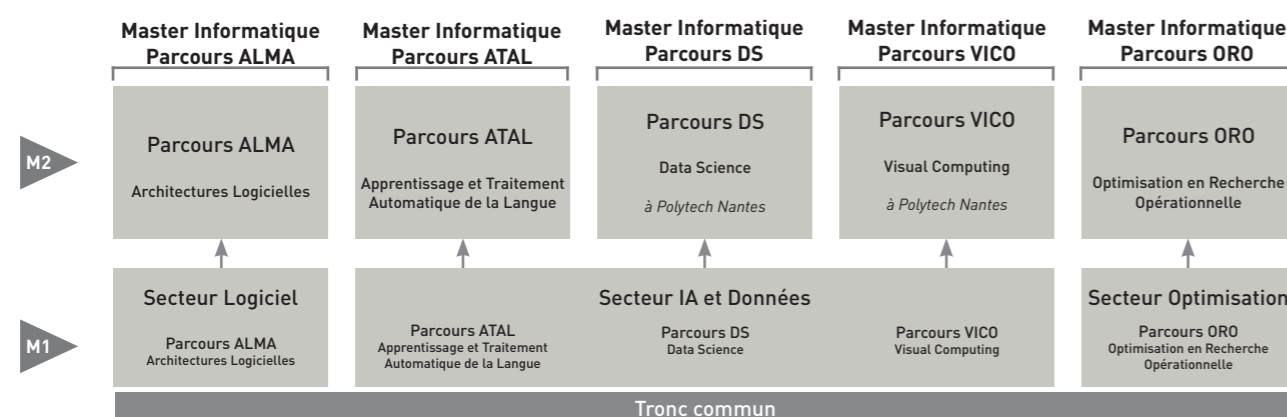 Master Informatique
Parcours ALMA
Master Informatique
Parcours ATAL
Master Informatique
Parcours DS
Master Informatique
Parcours VICO
Master Informatique
Parcours ORO
M2
Parcours ALMA
Architectures Logicielles
Parcours ATAL
Apprentissage et Traitement
Automatique de la Langue
Parcours DS
Data Science
à Polytech Nantes
Parcours VICO
Visual Computing
à Polytech Nantes
Parcours ORO
Optimisation en Recherche
Opérationnelle
M1
Secteur Logiciel
Parcours ALMA
Architectures Logicielles
Secteur IA et Données
Parcours ATAL
Apprentissage et Traitement
Automatique de la Langue
Parcours DS
Data Science
Parcours VICO
Visual Computing
Secteur Optimisation
Parcours ORO
Optimisation en Recherche
Opérationnelle
Tronc commun